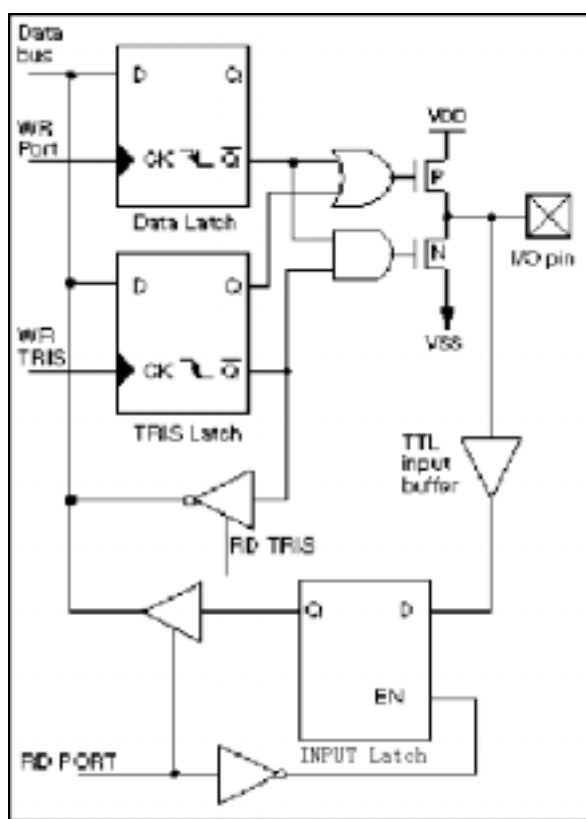 Data
bus
D
Q
WR
Port
CK
Q
Data Latch
VDD
P
N
I/O pin
VSS
D
Q
WR
TRIS
CK
Q
TRIS Latch
TTL
input
buffer
RD TRIS
Q
D
EN
INPUT Latch
RD PORT